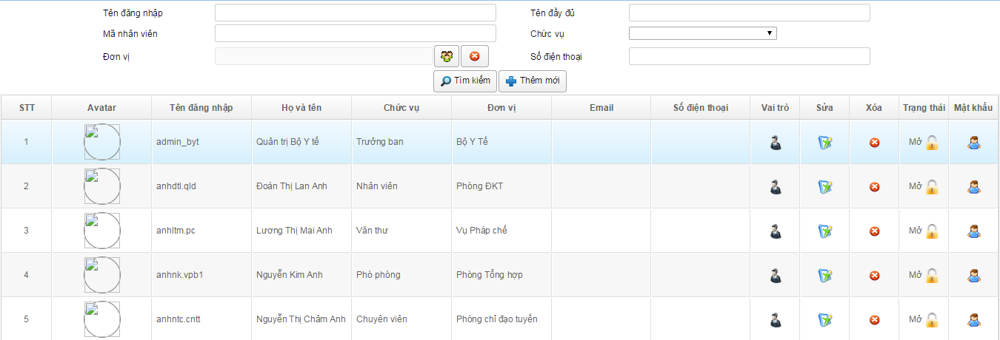 Tên đăng nhập Tên đầy đủ
Mã nhân viên Chức vụ
Đơn vị Số điện thoại
Tìm kiếm Thêm mới
STT Avatar Tên đăng nhập Họ và tên Chức vụ Đơn vị Email Số điện thoại Vai trò Sửa Xóa Trạng thái Mật khẩu
1 admin_byt Quản trị Bộ Y tế Trưởng ban Bộ Y Tế Mở
2 anhdtl.qld Đoàn Thị Lan Anh Nhân viên Phòng ĐKT Mở
3 anhltm.pc Lương Thị Mai Anh Văn thư Vụ Pháp chế Mở
4 anhnk.vpb1 Nguyễn Kim Anh Phó phòng Phòng Tổng hợp Mở
5 anhntc.cntt Nguyễn Thị Châm Anh Chuyên viên Phòng chỉ đạo tuyến Mở